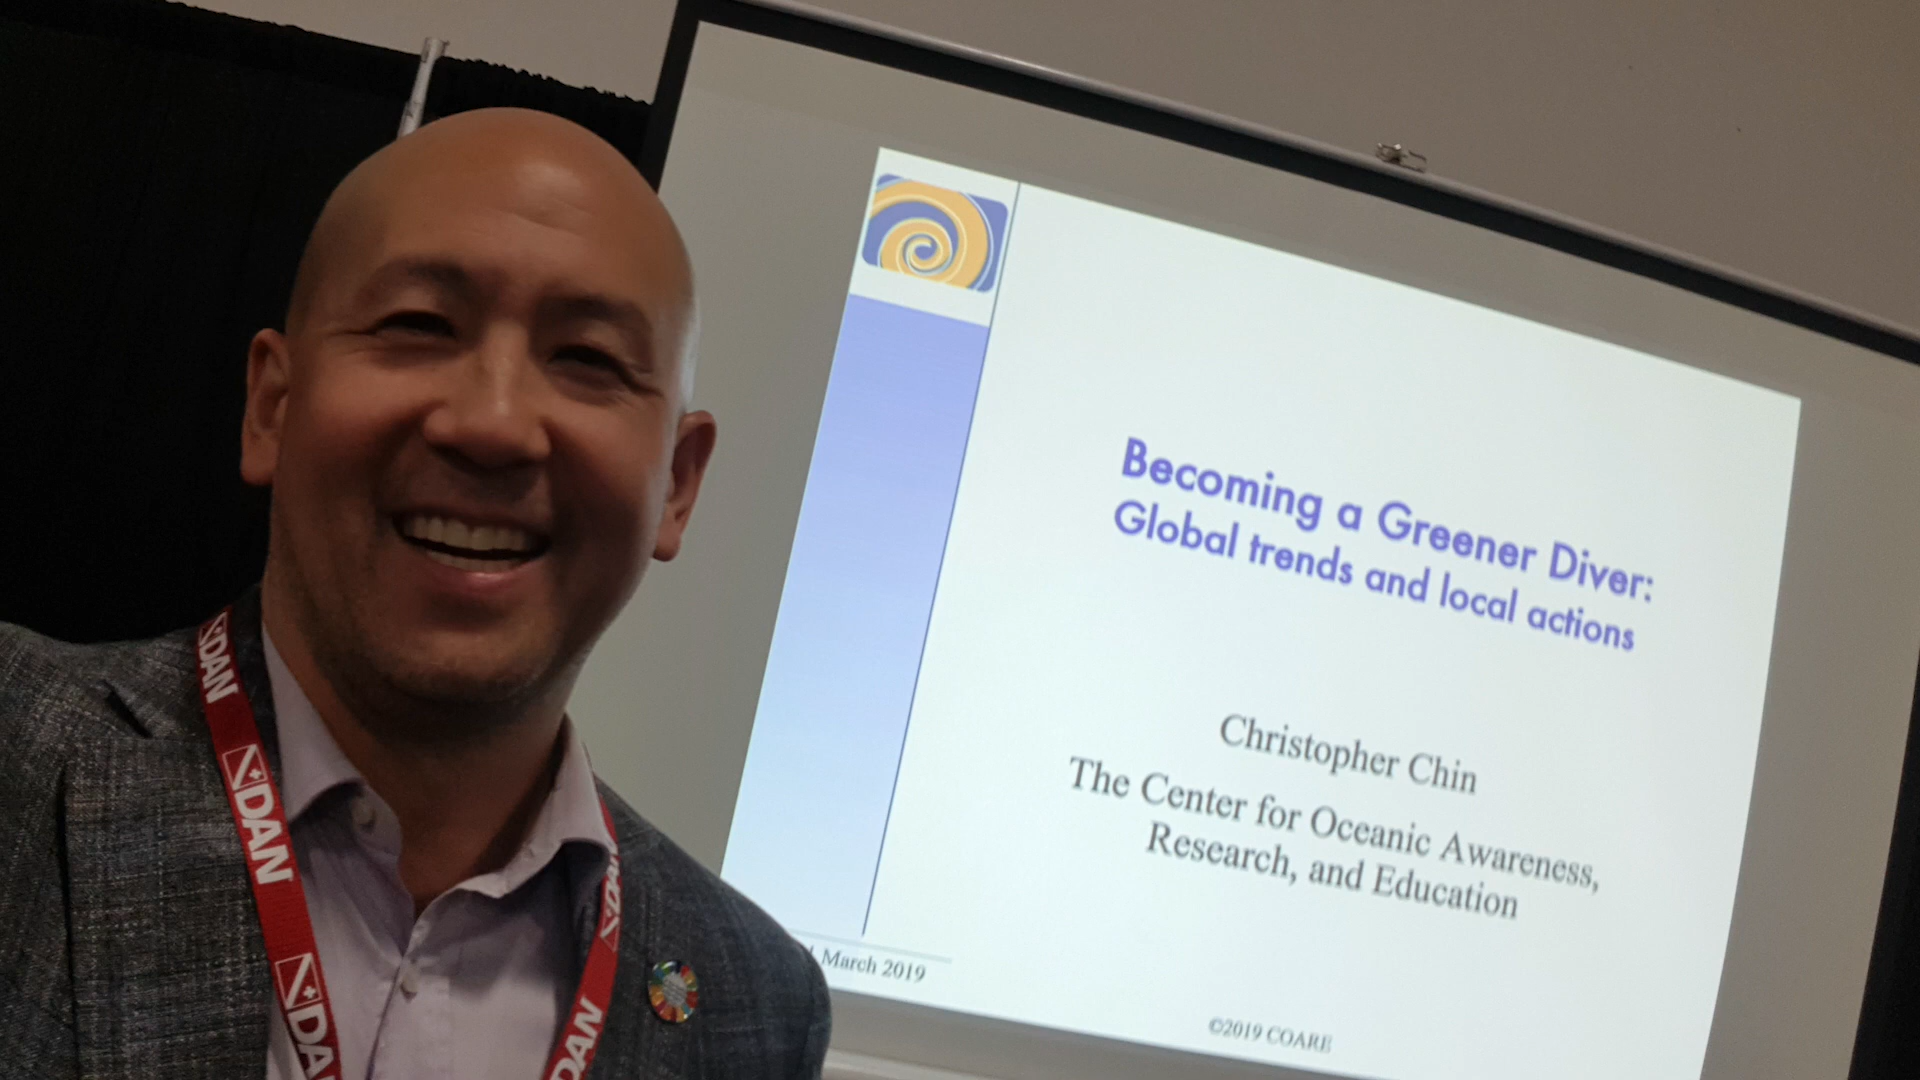 Becoming a Greener Diver:
Global trends and local actions
Christopher Chin
The Center for Oceanic Awareness,
Research, and Education
March 2019
©2019 COARE
DAN
DAN
DAN
DAN